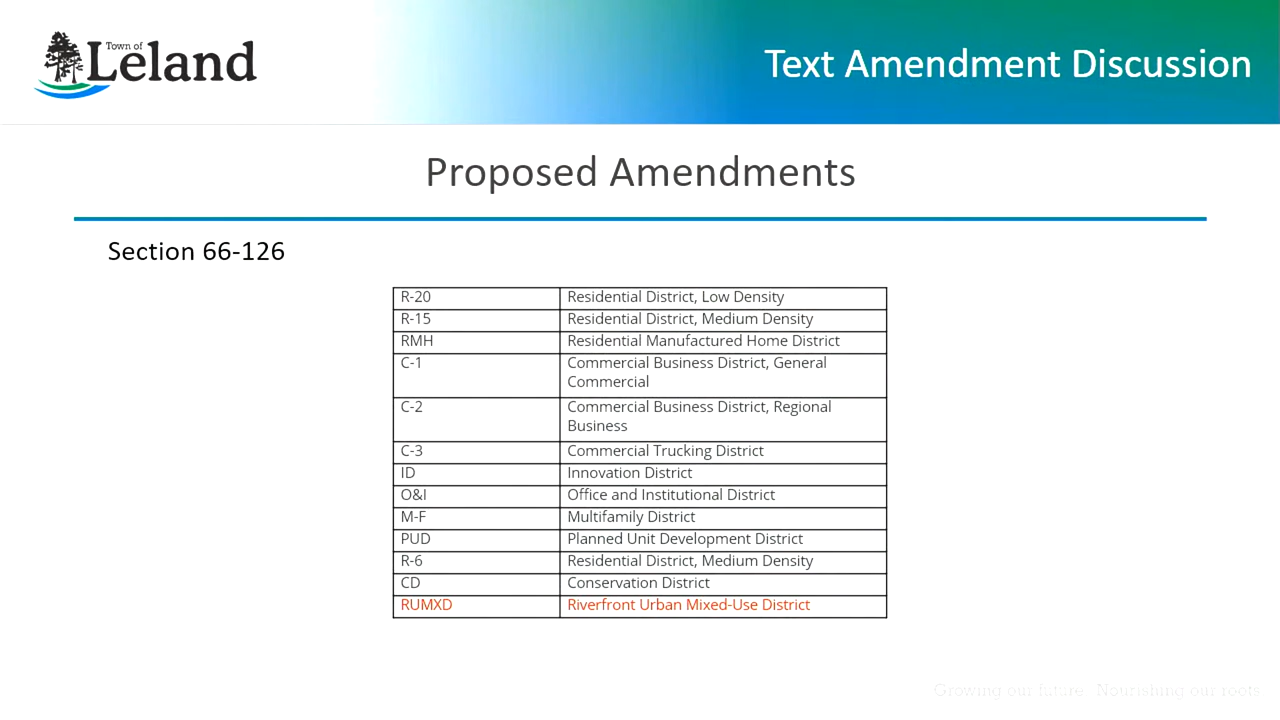 Town of
Leland
Text Amendment Discussion
Proposed Amendments
Section 66-126
R-20 Residential District, Low Density
R-15 Residential District, Medium Density
RMH Residential Manufactured Home District
C-1 Commercial Business District, General
Commercial
C-2 Commercial Business District, Regional
Business
C-3 Commercial Trucking District
ID Innovation District
O&I Office and Institutional District
M-F Multifamily District
PUD Planned Unit Development District
R-6 Residential District, Medium Density
CD Conservation District
RUMXD Riverfront Urban Mixed-Use District
Growing our future. Nourishing our roots